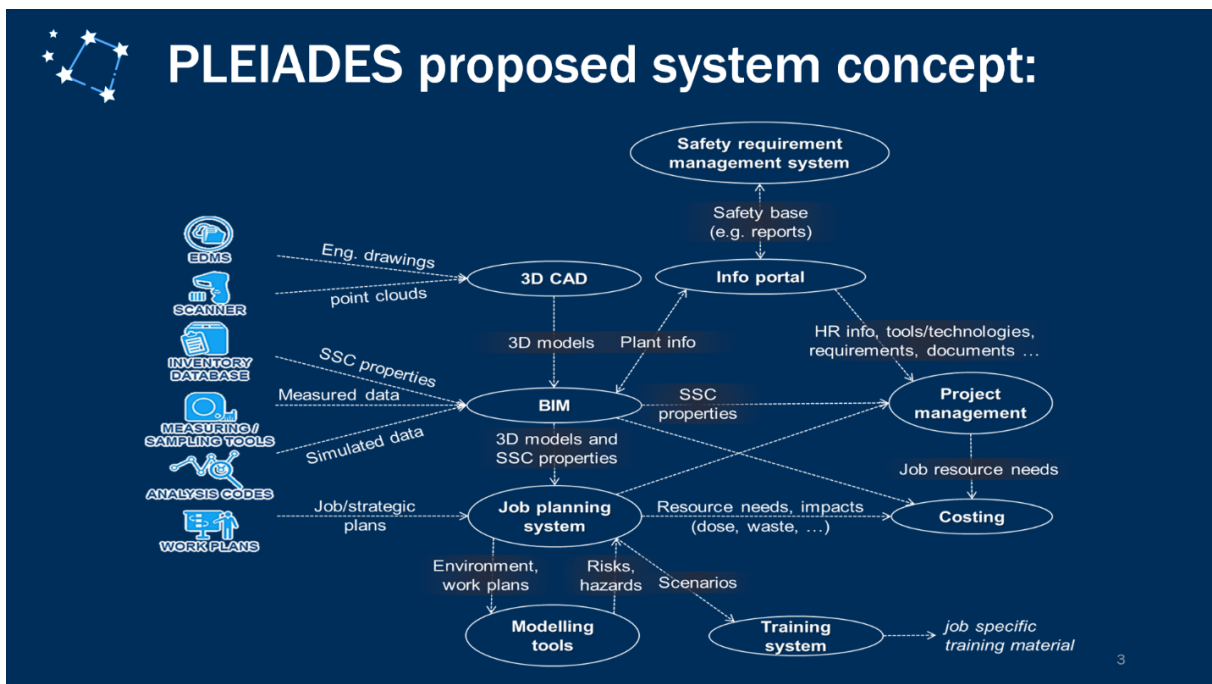 PLEIADES proposed system concept:
Safety requirement
management system
Safety base
(e.g. reports)
EDMS
Eng. drawings
3D CAD
Info portal
SCANNER
point clouds
HR info, tools/technologies,
requirements, documents ...
3D models
Plant info
INVENTORY
DATABASE
SSC properties
Measured data
BIM
SSC
properties
Project
management
MEASURING /
SAMPLING TOOLS
Simulated data
3D models and
SSC properties
Job resource needs
ANALYSIS CODES
Job/strategic
plans
Job planning
system
Resource needs, impacts
(dose, waste, ...)
Costing
WORK PLANS
Environment,
work plans
Risks,
hazards
Scenarios
Modelling
tools
Training
system
job specific
training material
3